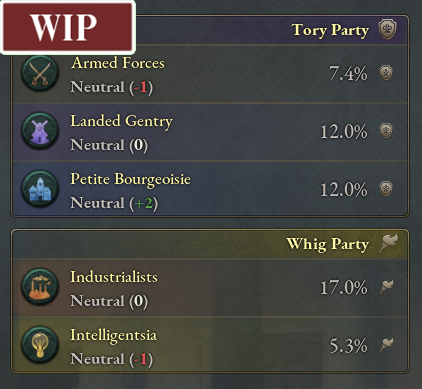 WIP
Tory Party
Armed Forces
Neutral (-1)
7.4%
Landed Gentry
Neutral (0)
12.0%
Petite Bourgeoisie
Neutral (+2)
12.0%
Whig Party
Industrialists
Neutral (0)
17.0%
Intelligentsia
Neutral (-1)
5.3%